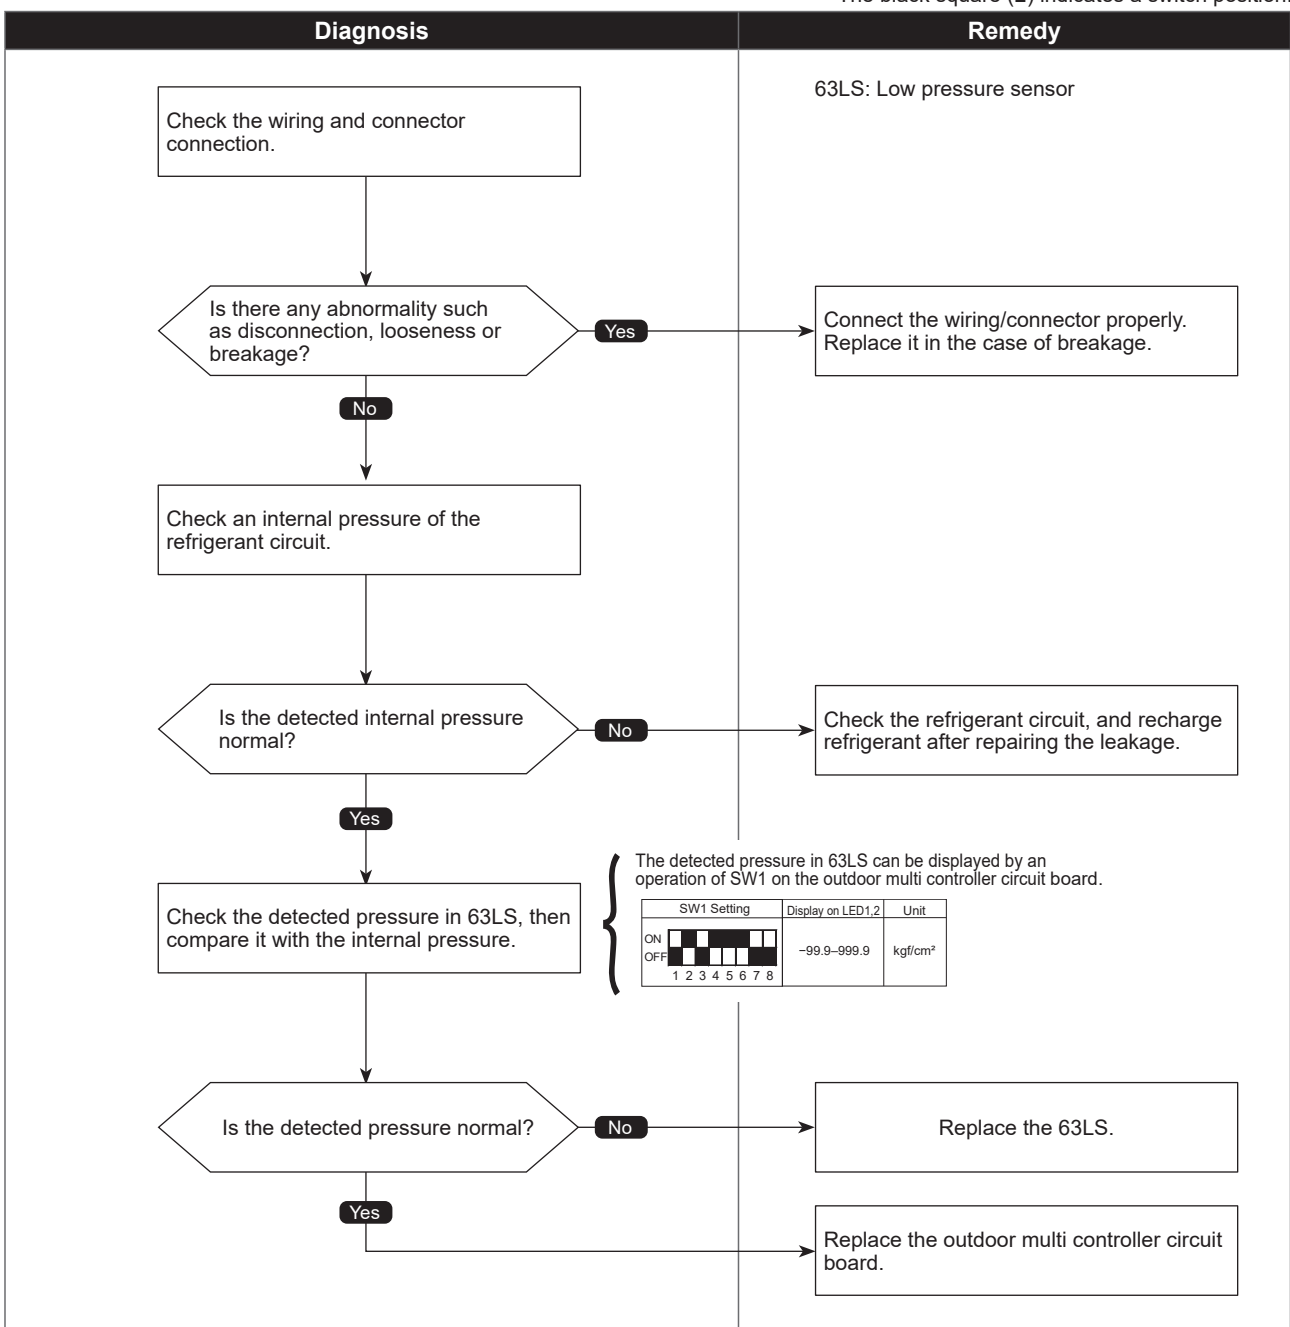 The black square (■) indicates a switch position.
Diagnosis
Remedy
63LS: Low pressure sensor
Check the wiring and connector
connection.
Is there any abnormality such
as disconnection, looseness or
breakage?
Yes
Connect the wiring/connector properly.
Replace it in the case of breakage.
No
Check an internal pressure of the
refrigerant circuit.
Is the detected internal pressure
normal?
No
Check the refrigerant circuit, and recharge
refrigerant after repairing the leakage.
Yes
The detected pressure in 63LS can be displayed by an
operation of SW1 on the outdoor multi controller circuit board.
Check the detected pressure in 63LS, then
compare it with the internal pressure.
SW1 Setting
Display on LED1,2
Unit
ON
OFF
1 2 3 4 5 6 7 8
−99.9–999.9
kgf/cm²
Is the detected pressure normal?
No
Replace the 63LS.
Yes
Replace the outdoor multi controller circuit
board.